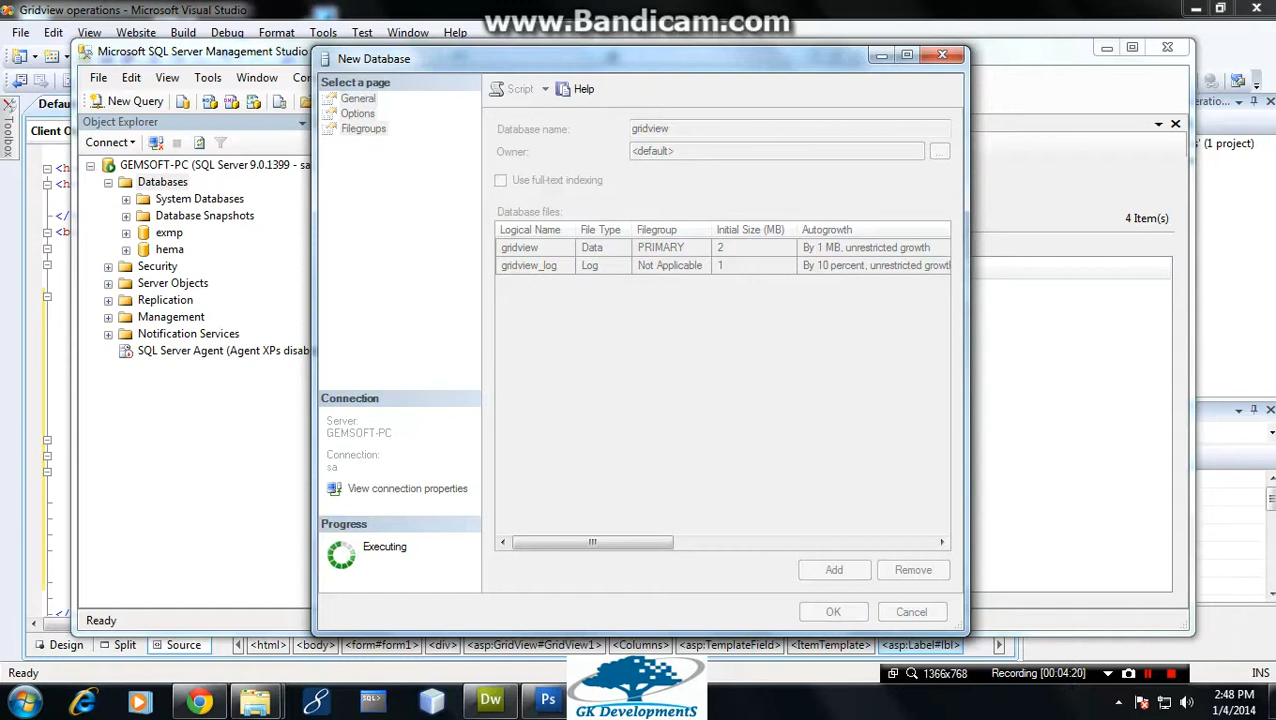 Gridview operations - Microsoft Visual Studio
www.Bandicam.com
File Edit View Website Build Debug Format Tools Test Window Help
Microsoft SQL Server Management Studio
New Database
File Edit View Tools Window
Select a page
Script Help
General
Options
Filegroups
New Query
Toolbox
Object Explorer
Connect
Client O
Database name: gridview
Owner: <default>
...
Use full-text indexing
GEMSOFT-PC (SQL Server 9.0.1399 - sa
Databases
System Databases
Database Snapshots
exmp
hema
Security
Server Objects
Replication
Management
Notification Services
SQL Server Agent (Agent XPs disab
(1 project)
4 Item(s)
Database files:
Logical Name File Type Filegroup Initial Size (MB) Autogrowth
gridview Data PRIMARY 2 By 1 MB, unrestricted growth
gridview_log Log Not Applicable 1 By 10 percent, unrestricted growt
Connection
Server:
GEMSOFT-PC
Connection:
sa
View connection properties
Progress
Executing
Add Remove
OK Cancel
Ready
Design Split Source <html> <body> <form#form1> <div> <asp:GridView#GridView1> <Columns> <asp:TemplateField> <ItemTemplate> <asp:Label#lbl>
Ready
1366x768 Recording [00:04:20]
INS
GK DevelopmentS
Dw
Ps
2:48 PM
1/4/2014